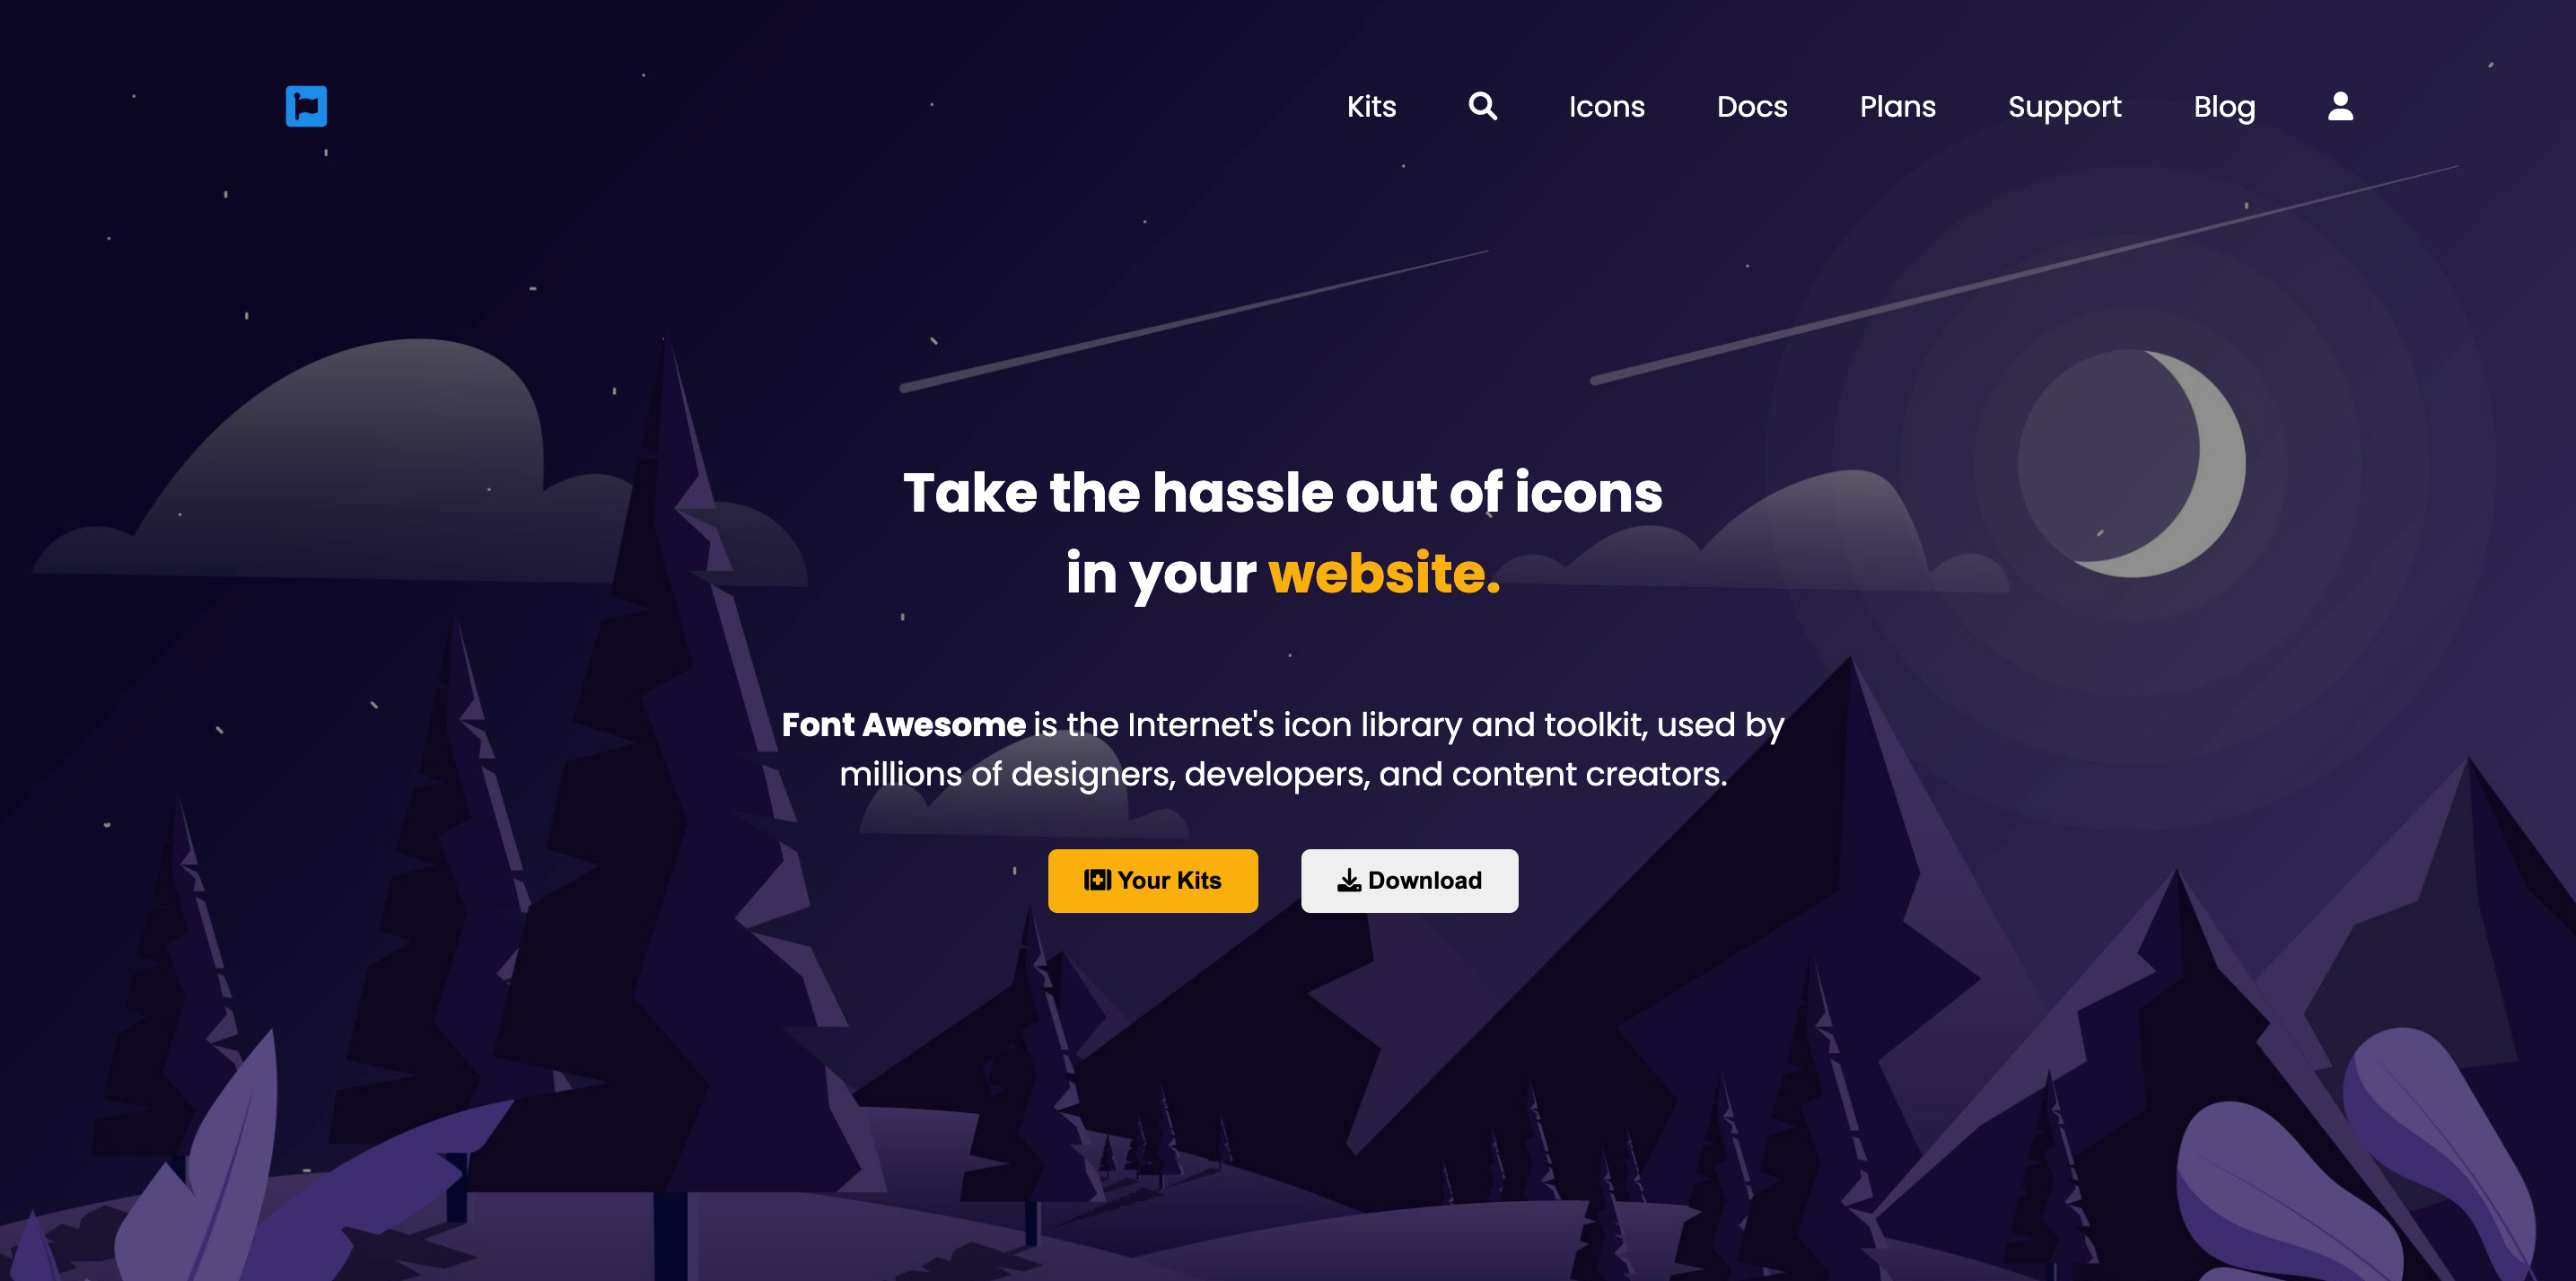 Kits Icons Docs Plans Support Blog
Take the hassle out of icons
in your website.
Font Awesome is the Internet's icon library and toolkit, used by
millions of designers, developers, and content creators.
Your Kits Download